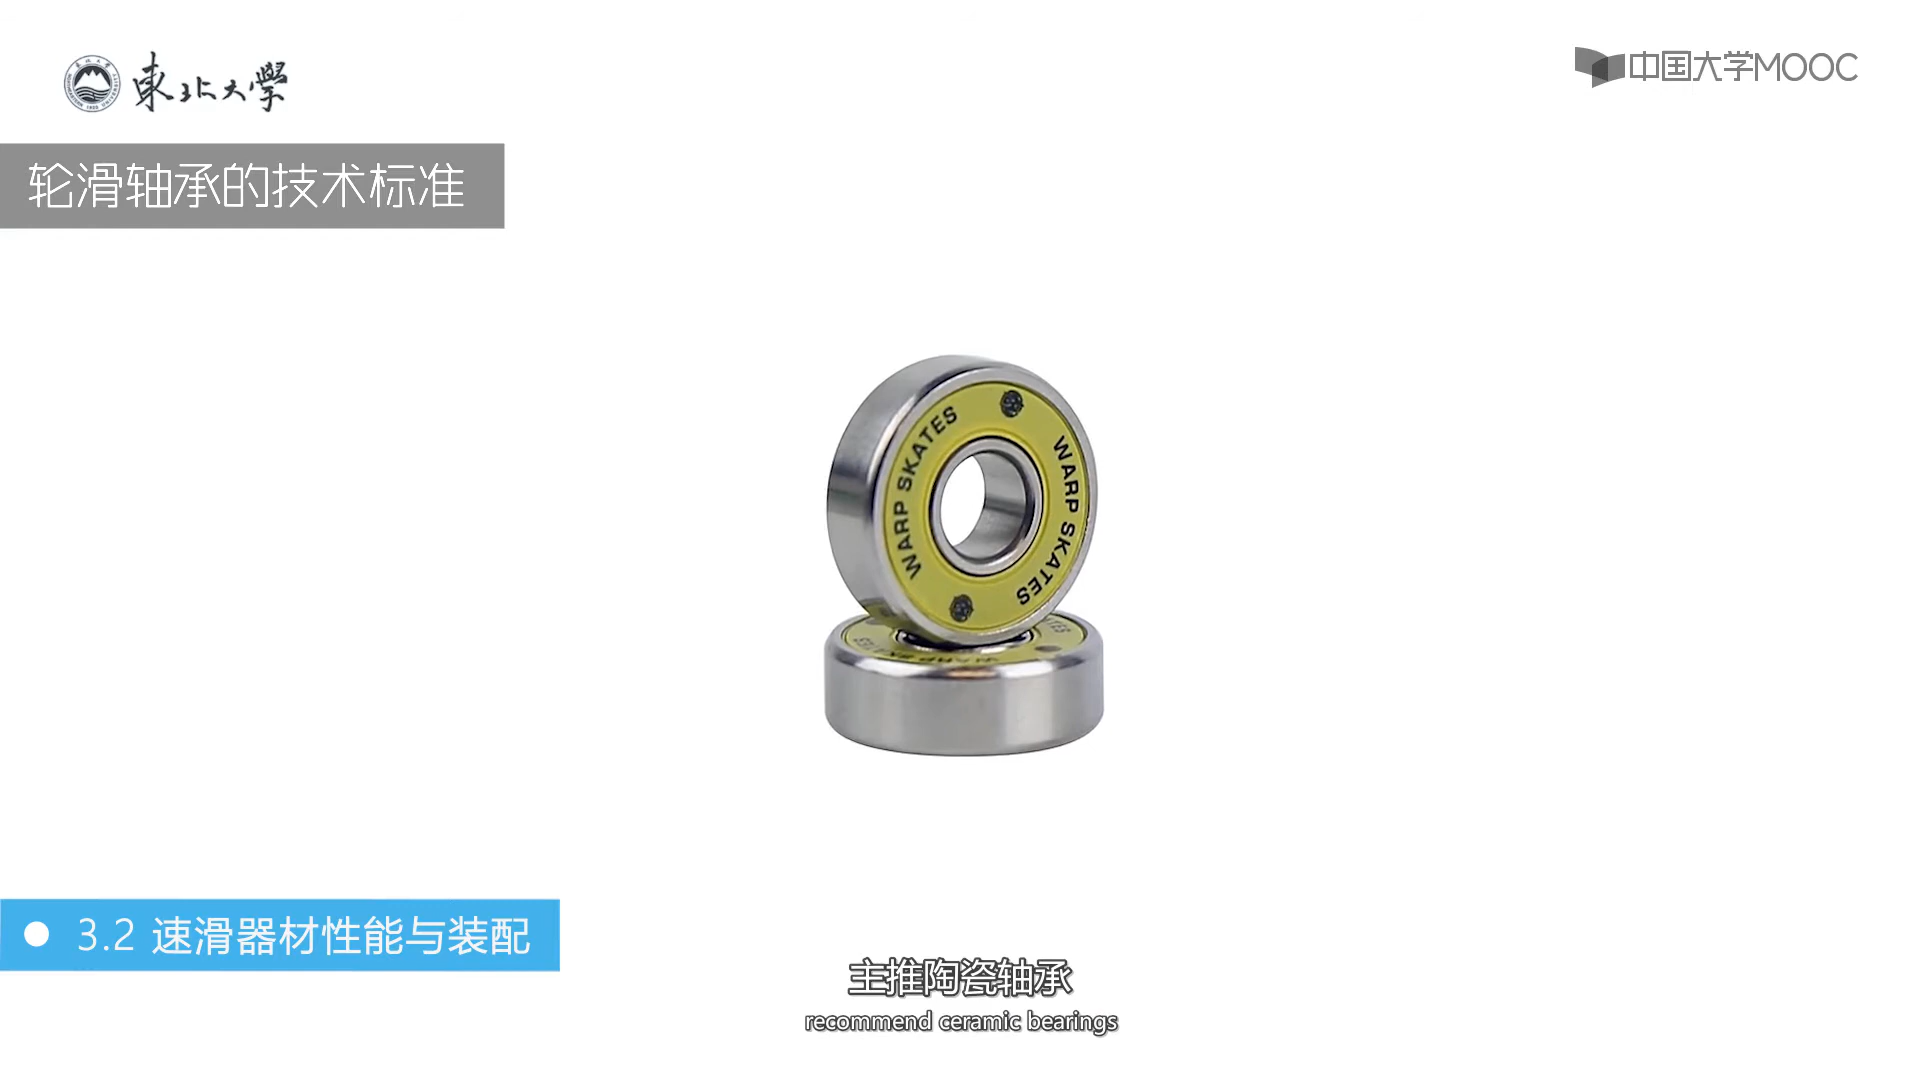 東北大學
中国大学MOOC
轮滑轴承的技术标准
WARP SKATES
WARP SKATES
WARP SKATES
3.2 速滑器材性能与装配
主推陶瓷轴承
recommend ceramic bearings